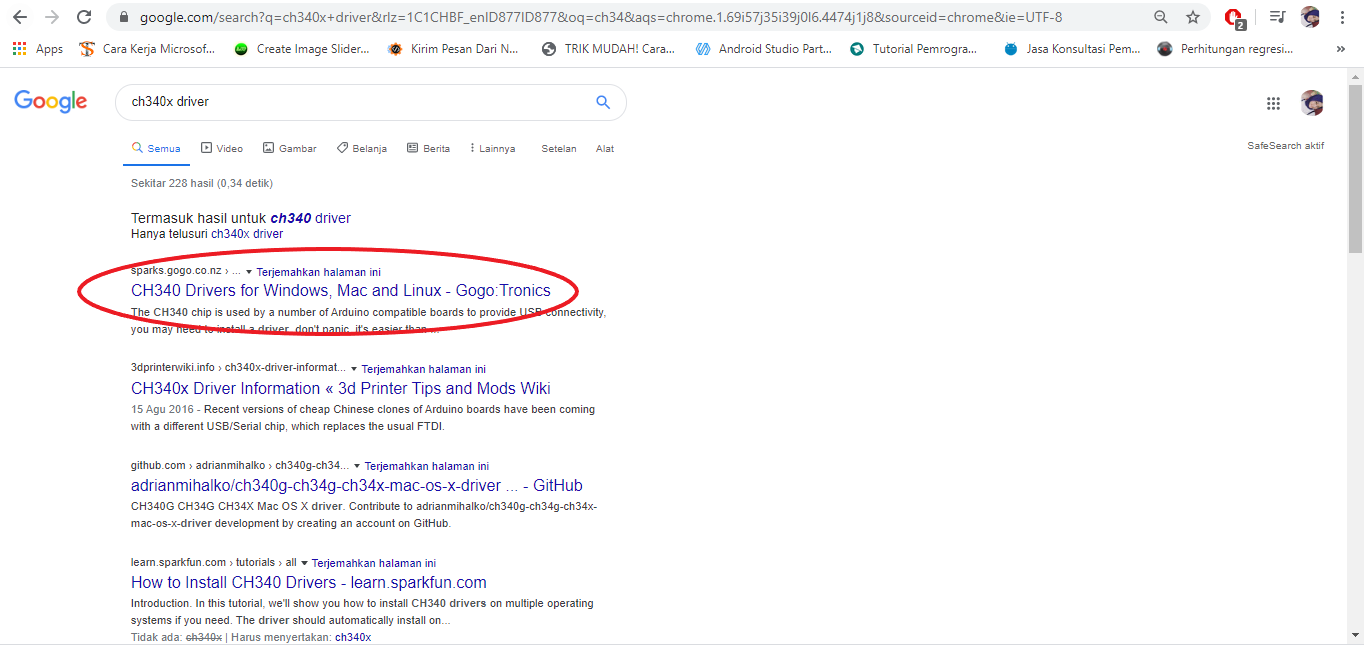 google.com/search?q=ch340x+driver&rlz=1C1CHBF_enID877ID877&oq=ch34&aqs=chrome.1.69i57j35i39j0l6.4474j1j8&sourceid=chrome&ie=UTF-8
2
Apps Cara Kerja Microsof... Create Image Slider... Kirim Pesan Dari N... TRIK MUDAH! Cara... Android Studio Part... Tutorial Pemrogra... Jasa Konsultasi Pem... Perhitungan regresi... »
Google ch340x driver
Semua Video Gambar Belanja Berita Lainnya Setelan Alat SafeSearch aktif
Sekitar 228 hasil (0,34 detik)
Termasuk hasil untuk ch340 driver
Hanya telusuri ch340x driver
sparks.gogo.co.nz › ... Terjemahkan halaman ini
CH340 Drivers for Windows, Mac and Linux - Gogo:Tronics
The CH340 chip is used by a number of Arduino compatible boards to provide USB connectivity,
you may need to install a driver, don't panic, it's easier than ...
3dprinterwiki.info › ch340x-driver-informat... Terjemahkan halaman ini
CH340x Driver Information « 3d Printer Tips and Mods Wiki
15 Agu 2016 - Recent versions of cheap Chinese clones of Arduino boards have been coming
with a different USB/Serial chip, which replaces the usual FTDI.
github.com › adrianmihalko › ch340g-ch34... Terjemahkan halaman ini
adrianmihalko/ch340g-ch34g-ch34x-mac-os-x-driver ... - GitHub
CH340G CH34G CH34X Mac OS X driver. Contribute to adrianmihalko/ch340g-ch34g-ch34x-
mac-os-x-driver development by creating an account on GitHub.
learn.sparkfun.com › tutorials › all Terjemahkan halaman ini
How to Install CH340 Drivers - learn.sparkfun.com
Introduction. In this tutorial, we'll show you how to install CH340 drivers on multiple operating
systems if you need. The driver should automatically install on...
Tidak ada: ch340x | Harus menyertakan: ch340x